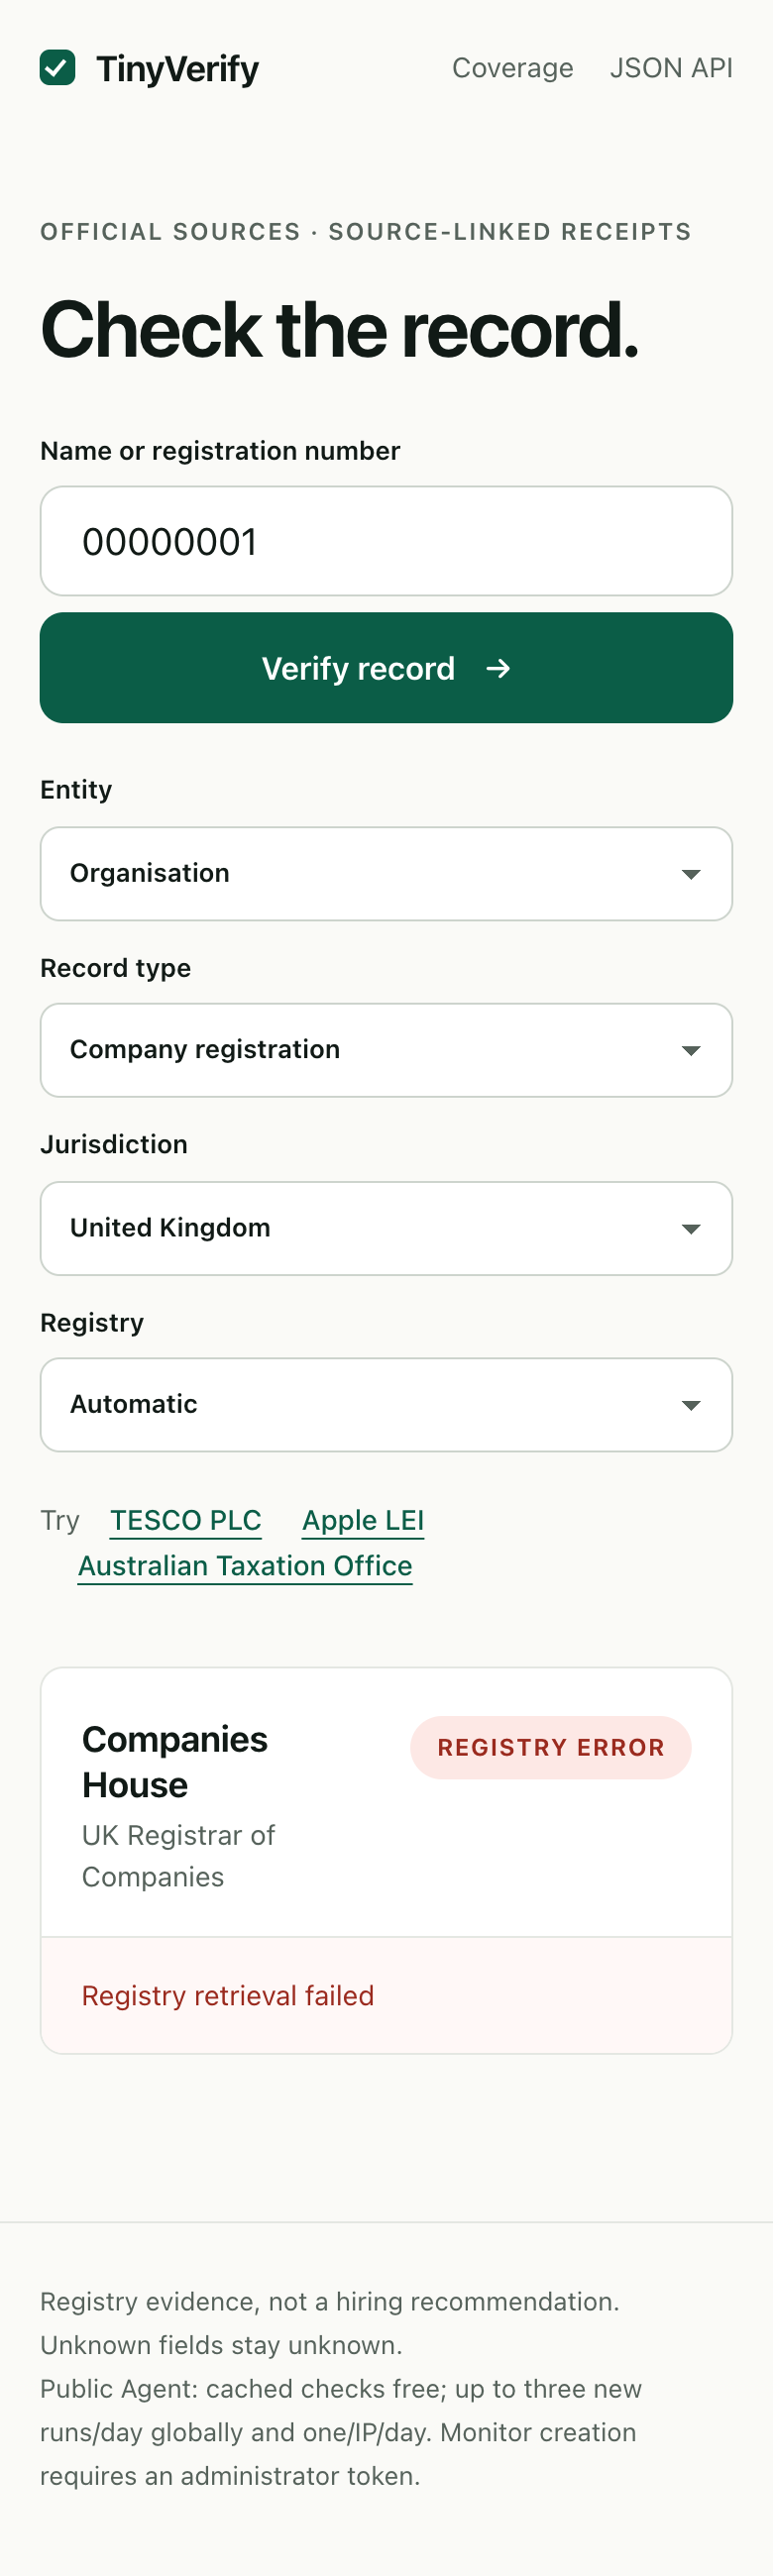 TinyVerify
Coverage JSON API
OFFICIAL SOURCES · SOURCE-LINKED RECEIPTS
Check the record.
Name or registration number
00000001
Verify record →
Entity
Organisation
Record type
Company registration
Jurisdiction
United Kingdom
Registry
Automatic
Try TESCO PLC Apple LEI
Australian Taxation Office
Companies
House
REGISTRY ERROR
UK Registrar of
Companies
Registry retrieval failed
Registry evidence, not a hiring recommendation.
Unknown fields stay unknown.
Public Agent: cached checks free; up to three new
runs/day globally and one/IP/day. Monitor creation
requires an administrator token.